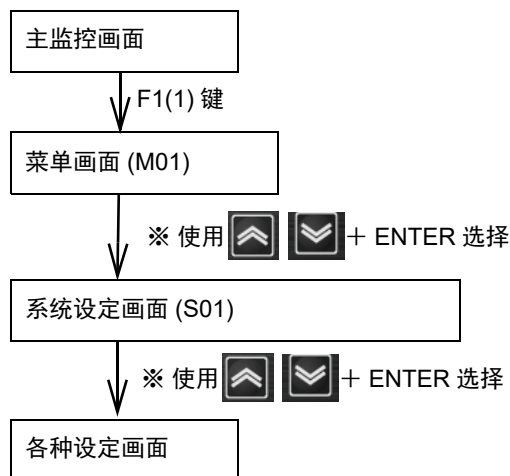 主监控画面
F1(1) 键
菜单画面 (M01)
※ 使用 + ENTER 选择
系统设定画面 (S01)
※ 使用 + ENTER 选择
各种设定画面